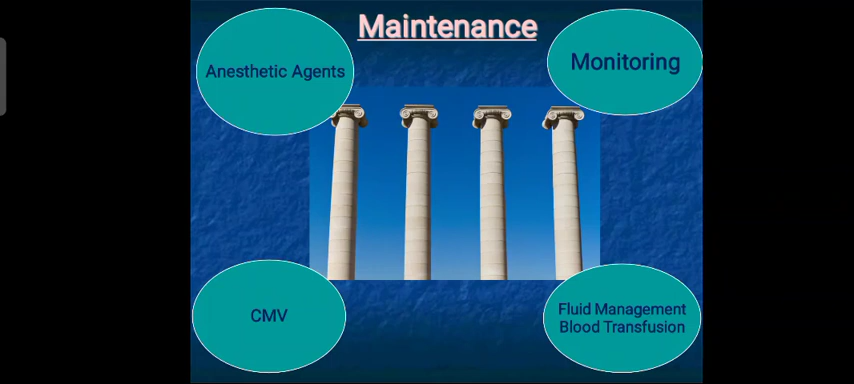 Maintenance
Anesthetic Agents
Monitoring
CMV
Fluid Management
Blood Transfusion